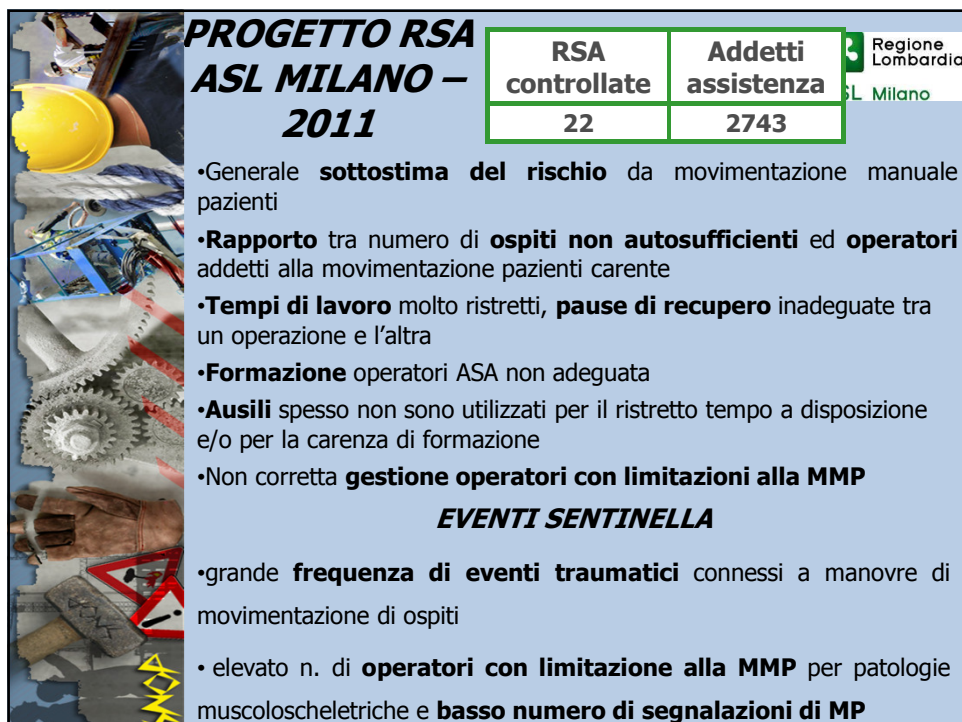 PROGETTO RSA
ASL MILANO –
2011
RSA
controllate
Addetti
assistenza
22
2743
Regione
Lombardia
SL Milano
•Generale sottostima del rischio da movimentazione manuale
pazienti
•Rapporto tra numero di ospiti non autosufficienti ed operatori
addetti alla movimentazione pazienti carente
•Tempi di lavoro molto ristretti, pause di recupero inadeguate tra
un operazione e l'altra
•Formazione operatori ASA non adeguata
•Ausili spesso non sono utilizzati per il ristretto tempo a disposizione
e/o per la carenza di formazione
•Non corretta gestione operatori con limitazioni alla MMP
EVENTI SENTINELLA
•grande frequenza di eventi traumatici connessi a manovre di
movimentazione di ospiti
• elevato n. di operatori con limitazione alla MMP per patologie
muscoloscheletriche e basso numero di segnalazioni di MP